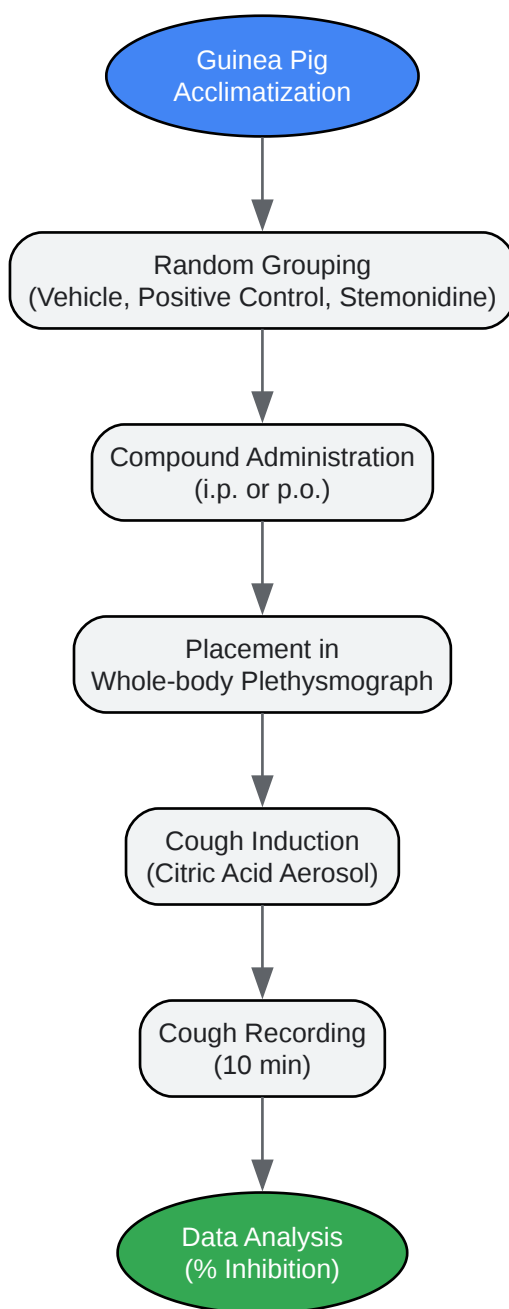 Guinea Pig
Acclimatization
Random Grouping
(Vehicle, Positive Control, Stemonidine)
Compound Administration
(i.p. or p.o.)
Placement in
Whole-body Plethysmograph
Cough Induction
(Citric Acid Aerosol)
Cough Recording
(10 min)
Data Analysis
(% Inhibition)